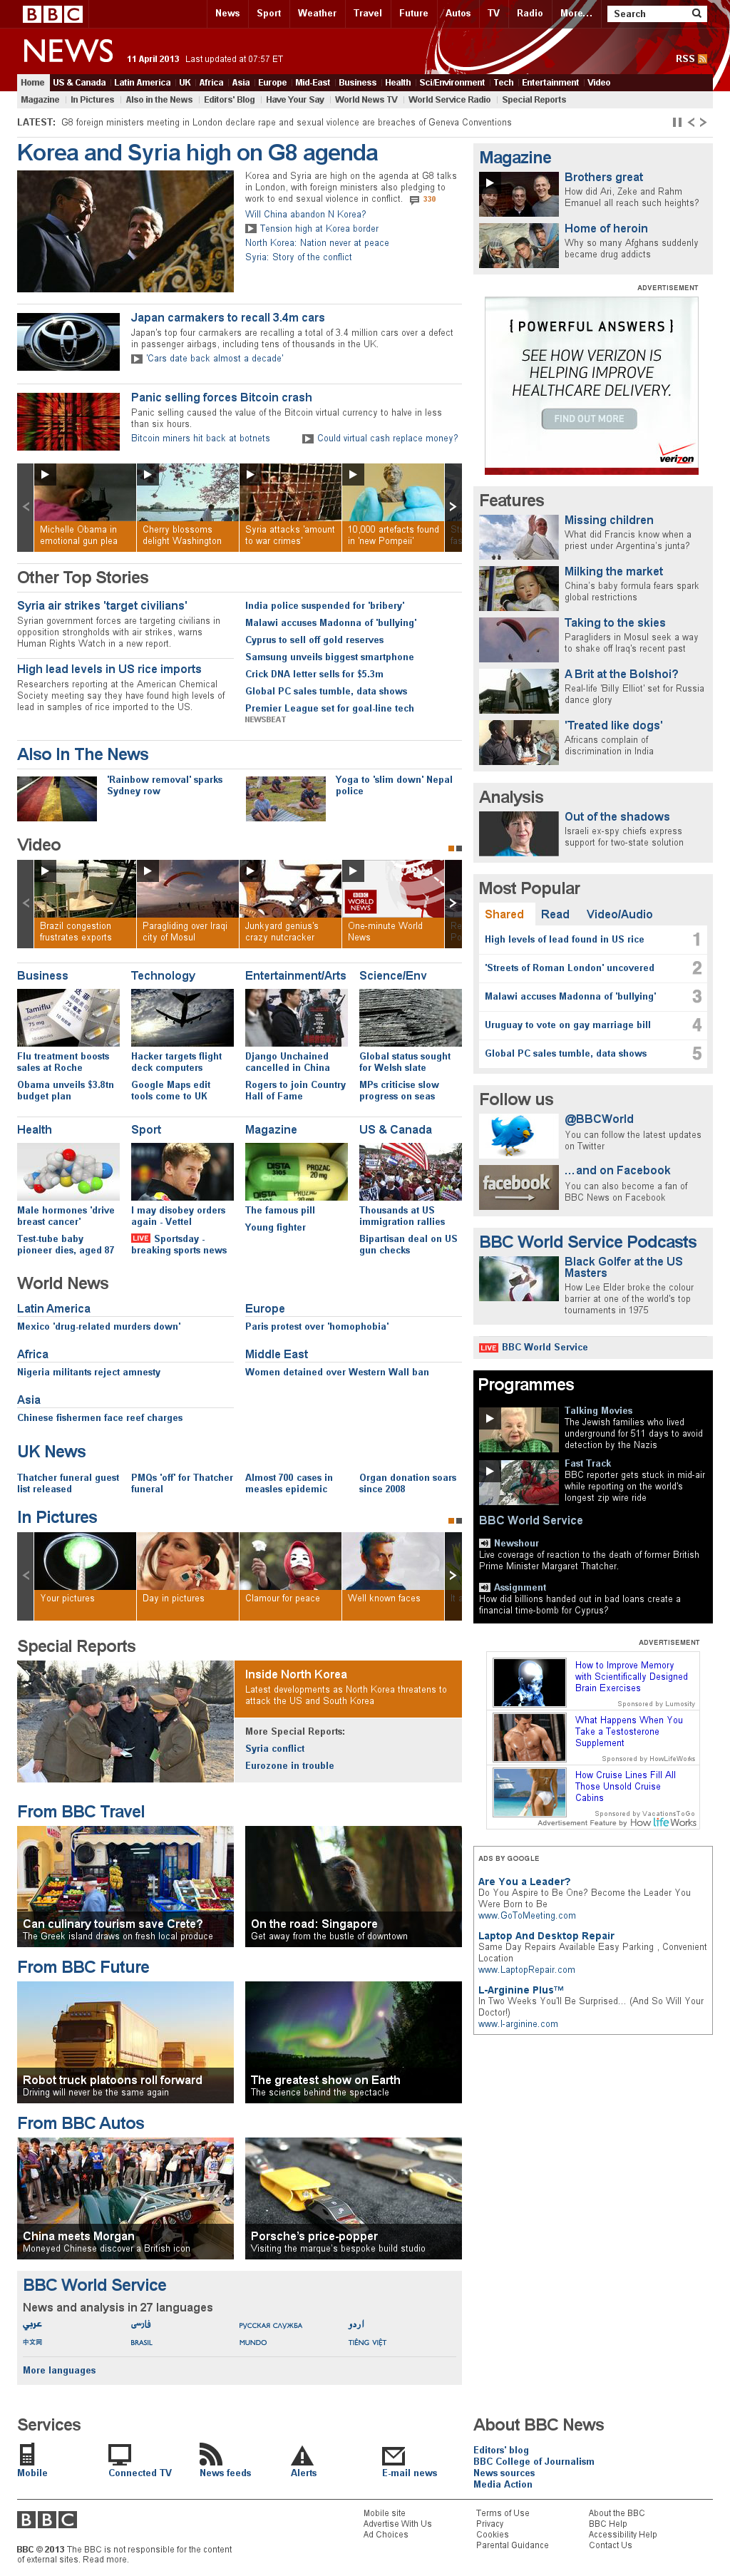 BBC
News
Sport
Weather
Travel
Future
Autos
TV
Radio
More...
Search
NEWS
11 April 2013 Last updated at 07:57 ET
RSS
Home
US & Canada
Latin America
UK
Africa
Asia
Europe
Mid-East
Business
Health
Sci/Environment
Tech
Entertainment
Video
Magazine
In Pictures
Also in the News
Editors' Blog
Have Your Say
World News TV
World Service Radio
Special Reports
LATEST: G8 foreign ministers meeting in London declare rape and sexual violence are breaches of Geneva Conventions
Korea and Syria high on G8 agenda
Korea and Syria are high on the agenda at G8 talks
in London, with foreign ministers also pledging to
work to end sexual violence in conflict. 330
Will China abandon N Korea?
Tension high at Korea border
North Korea: Nation never at peace
Syria: Story of the conflict
Japan carmakers to recall 3.4m cars
Japan's top four carmakers are recalling a total of 3.4 million cars over a defect
in passenger airbags, including tens of thousands in the UK.
'Cars date back almost a decade'
Panic selling forces Bitcoin crash
Panic selling caused the value of the Bitcoin virtual currency to halve in less
than six hours.
Bitcoin miners hit back at botnets
Could virtual cash replace money?
Michelle Obama in
emotional gun plea
Cherry blossoms
delight Washington
Syria attacks 'amount
to war crimes'
10,000 artefacts found
in 'new Pompeii'
Other Top Stories
Syria air strikes 'target civilians'
Syrian government forces are targeting civilians in
opposition strongholds with air strikes, warns
Human Rights Watch in a new report.
High lead levels in US rice imports
Researchers reporting at the American Chemical
Society meeting say they have found high levels of
lead in samples of rice imported to the US.
India police suspended for 'bribery'
Malawi accuses Madonna of 'bullying'
Cyprus to sell off gold reserves
Samsung unveils biggest smartphone
Crick DNA letter sells for $5.3m
Global PC sales tumble, data shows
Premier League set for goal-line tech
NEWSBEAT
Also In The News
'Rainbow removal' sparks
Sydney row
Yoga to 'slim down' Nepal
police
Video
Brazil congestion
frustrates exports
Paragliding over Iraqi
city of Mosul
Junkyard genius's
crazy nutcracker
BBC
WORLD
NEWS
One-minute World
News
Business
Tamiflu
75 mg
Flu treatment boosts
sales at Roche
Obama unveils $3.8tn
budget plan
Technology
Hacker targets flight
deck computers
Google Maps edit
tools come to UK
Entertainment/Arts
Django Unchained
cancelled in China
Rogers to join Country
Hall of Fame
Science/Env
Global status sought
for Welsh slate
MPs criticise slow
progress on seas
Health
Male hormones 'drive
breast cancer'
Test-tube baby
pioneer dies, aged 87
Sport
I may disobey orders
again - Vettel
LIVE Sportsday -
breaking sports news
Magazine
DISTA
3105
PROZAC
20 mg
The famous pill
Young fighter
US & Canada
Thousands at US
immigration rallies
Bipartisan deal on US
gun checks
World News
Latin America
Mexico 'drug-related murders down'
Europe
Paris protest over 'homophobia'
Africa
Nigeria militants reject amnesty
Middle East
Women detained over Western Wall ban
Asia
Chinese fishermen face reef charges
UK News
Thatcher funeral guest
list released
PMQs 'off' for Thatcher
funeral
Almost 700 cases in
measles epidemic
Organ donation soars
since 2008
In Pictures
Your pictures
Day in pictures
Clamour for peace
Well known faces
Special Reports
Inside North Korea
Latest developments as North Korea threatens to
attack the US and South Korea
More Special Reports:
Syria conflict
Eurozone in trouble
From BBC Travel
Can culinary tourism save Crete?
The Greek island draws on fresh local produce
On the road: Singapore
Get away from the bustle of downtown
From BBC Future
Robot truck platoons roll forward
Driving will never be the same again
The greatest show on Earth
The science behind the spectacle
From BBC Autos
China meets Morgan
Moneyed Chinese discover a British icon
Porsche's price-popper
Visiting the marque's bespoke build studio
BBC World Service
News and analysis in 27 languages
عربي
فارسی
РУССКАЯ СЛУЖБА
اردو
中文网
BRASIL
MUNDO
TIẾNG VIỆT
More languages
Magazine
Brothers great
How did Ari, Zeke and Rahm
Emanuel all reach such heights?
Home of heroin
Why so many Afghans suddenly
became drug addicts
ADVERTISEMENT
{ POWERFUL ANSWERS }
SEE HOW VERIZON IS
HELPING IMPROVE
HEALTHCARE DELIVERY.
FIND OUT MORE
verizon
Features
Missing children
What did Francis know when a
priest under Argentina's junta?
Milking the market
China's baby formula fears spark
global restrictions
Taking to the skies
Paragliders in Mosul seek a way
to shake off Iraq's recent past
A Brit at the Bolshoi?
Real-life 'Billy Elliot' set for Russia
dance glory
'Treated like dogs'
Africans complain of
discrimination in India
Analysis
Out of the shadows
Israeli ex-spy chiefs express
support for two-state solution
Most Popular
Shared
Read
Video/Audio
High levels of lead found in US rice 1
'Streets of Roman London' uncovered 2
Malawi accuses Madonna of 'bullying' 3
Uruguay to vote on gay marriage bill 4
Global PC sales tumble, data shows 5
Follow us
@BBCWorld
You can follow the latest updates
on Twitter
facebook
...and on Facebook
You can also become a fan of
BBC News on Facebook
BBC World Service Podcasts
Black Golfer at the US
Masters
How Lee Elder broke the colour
barrier at one of the world's top
tournaments in 1975
LIVE BBC World Service
Programmes
Talking Movies
The Jewish families who lived
underground for 511 days to avoid
detection by the Nazis
Fast Track
BBC reporter gets stuck in mid-air
while reporting on the world's
longest zip wire ride
BBC World Service
Newshour
Live coverage of reaction to the death of former British
Prime Minister Margaret Thatcher.
Assignment
How did billions handed out in bad loans create a
financial time-bomb for Cyprus?
ADVERTISEMENT
How to Improve Memory
with Scientifically Designed
Brain Exercises
Sponsored by Lumosity
What Happens When You
Take a Testosterone
Supplement
Sponsored by HowLifeWorks
How Cruise Lines Fill All
Those Unsold Cruise
Cabins
Sponsored by VacationsToGo
Advertisement Feature by How life Works
ADS BY GOOGLE
Are You a Leader?
Do You Aspire to Be One? Become the Leader You
Were Born to Be
www.GoToMeeting.com
Laptop And Desktop Repair
Same Day Repairs Available Easy Parking , Convenient
Location
www.LaptopRepair.com
L-Arginine Plus™
In Two Weeks You'll Be Surprised... (And So Will Your
Doctor!)
www.l-arginine.com
Services
Mobile
Connected TV
News feeds
Alerts
E-mail news
About BBC News
Editors' blog
BBC College of Journalism
News sources
Media Action
BBC
BBC © 2013 The BBC is not responsible for the content
of external sites. Read more.
Mobile site
Advertise With Us
Ad Choices
Terms of Use
Privacy
Cookies
Parental Guidance
About the BBC
BBC Help
Accessibility Help
Contact Us